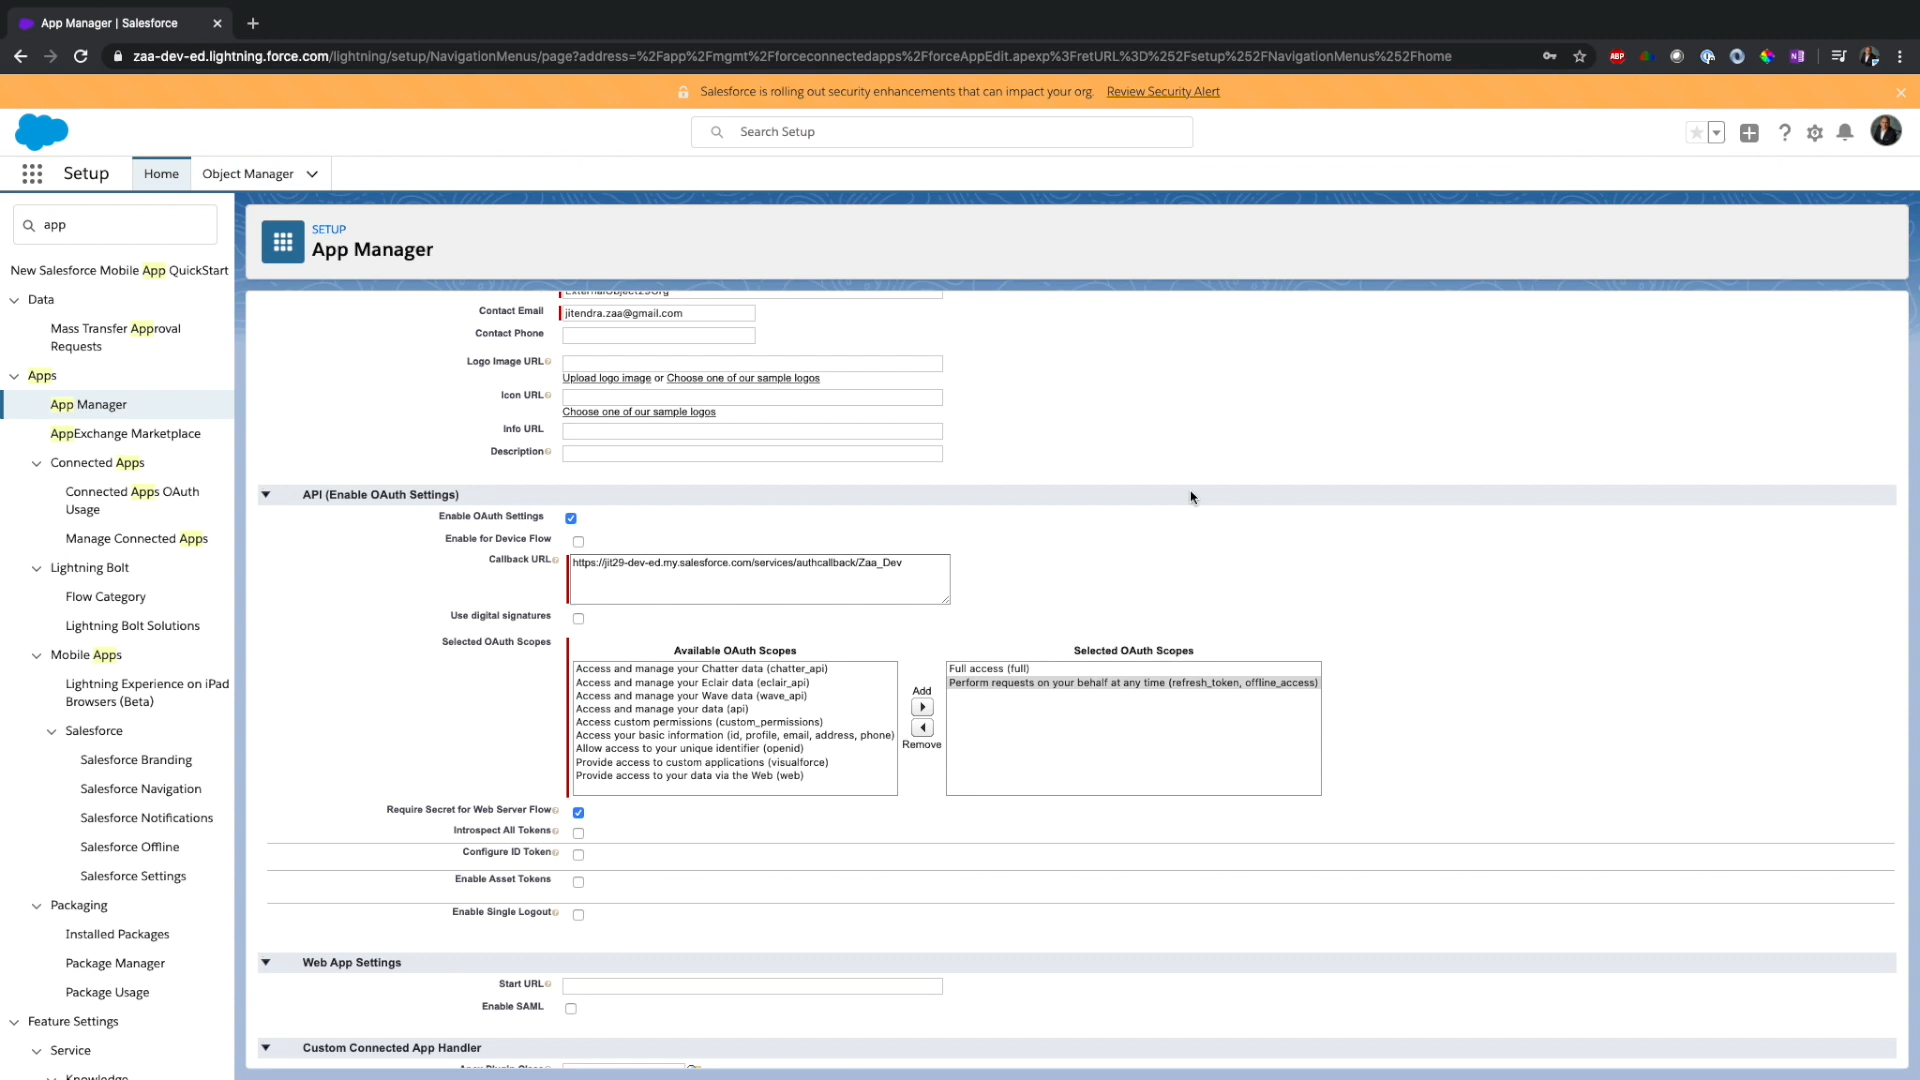 App Manager | Salesforce
zaa-dev-ed.lightning.force.com/lightning/setup/NavigationMenus/page?address=%2Fapp%2Fmgmt%2Fforceconnectedapps%2FforceAppEdit.apexp%3FretURL%3D%252Fsetup%252FNavigationMenus%252Fhome
ABP
Salesforce is rolling out security enhancements that can impact your org. Review Security Alert
Search Setup
Setup
Home
Object Manager
app
New Salesforce Mobile App QuickStart
Data
Mass Transfer Approval
Requests
Apps
App Manager
AppExchange Marketplace
Connected Apps
Connected Apps OAuth
Usage
Manage Connected Apps
Lightning Bolt
Flow Category
Lightning Bolt Solutions
Mobile Apps
Lightning Experience on iPad
Browsers (Beta)
Salesforce
Salesforce Branding
Salesforce Navigation
Salesforce Notifications
Salesforce Offline
Salesforce Settings
Packaging
Installed Packages
Package Manager
Package Usage
Feature Settings
Service
Knowledge
SETUP
App Manager
Contact Email
jitendra.zaa@gmail.com
Contact Phone
Logo Image URL
Upload logo image or Choose one of our sample logos
Icon URL
Choose one of our sample logos
Info URL
Description
API (Enable OAuth Settings)
Enable OAuth Settings
Enable for Device Flow
Callback URL
https://jit29-dev-ed.my.salesforce.com/services/authcallback/Zaa_Dev
Use digital signatures
Selected OAuth Scopes
Available OAuth Scopes
Access and manage your Chatter data (chatter_api)
Access and manage your Eclair data (eclair_api)
Access and manage your Wave data (wave_api)
Access and manage your data (api)
Access custom permissions (custom_permissions)
Access your basic information (id, profile, email, address, phone)
Allow access to your unique identifier (openid)
Provide access to custom applications (visualforce)
Provide access to your data via the Web (web)
Add
Remove
Selected OAuth Scopes
Full access (full)
Perform requests on your behalf at any time (refresh_token, offline_access)
Require Secret for Web Server Flow
Introspect All Tokens
Configure ID Token
Enable Asset Tokens
Enable Single Logout
Web App Settings
Start URL
Enable SAML
Custom Connected App Handler